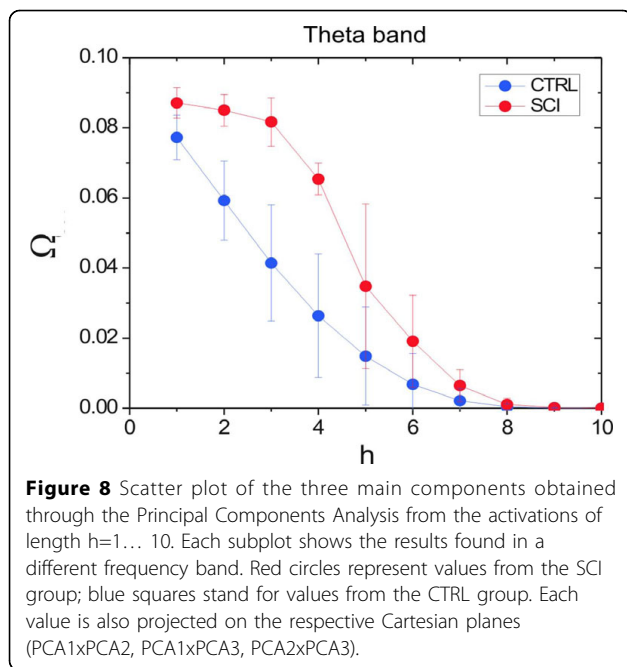 Theta band
0.10
0.08
0.06
0.04
0.02
0.00
Ω
CTRL
SCI
0 2 4 6 8 10
h
Figure 8 Scatter plot of the three main components obtained
through the Principal Components Analysis from the activations of
length h=1... 10. Each subplot shows the results found in a
different frequency band. Red circles represent values from the SCI
group; blue squares stand for values from the CTRL group. Each
value is also projected on the respective Cartesian planes
(PCA1xPCA2, PCA1xPCA3, PCA2xPCA3).